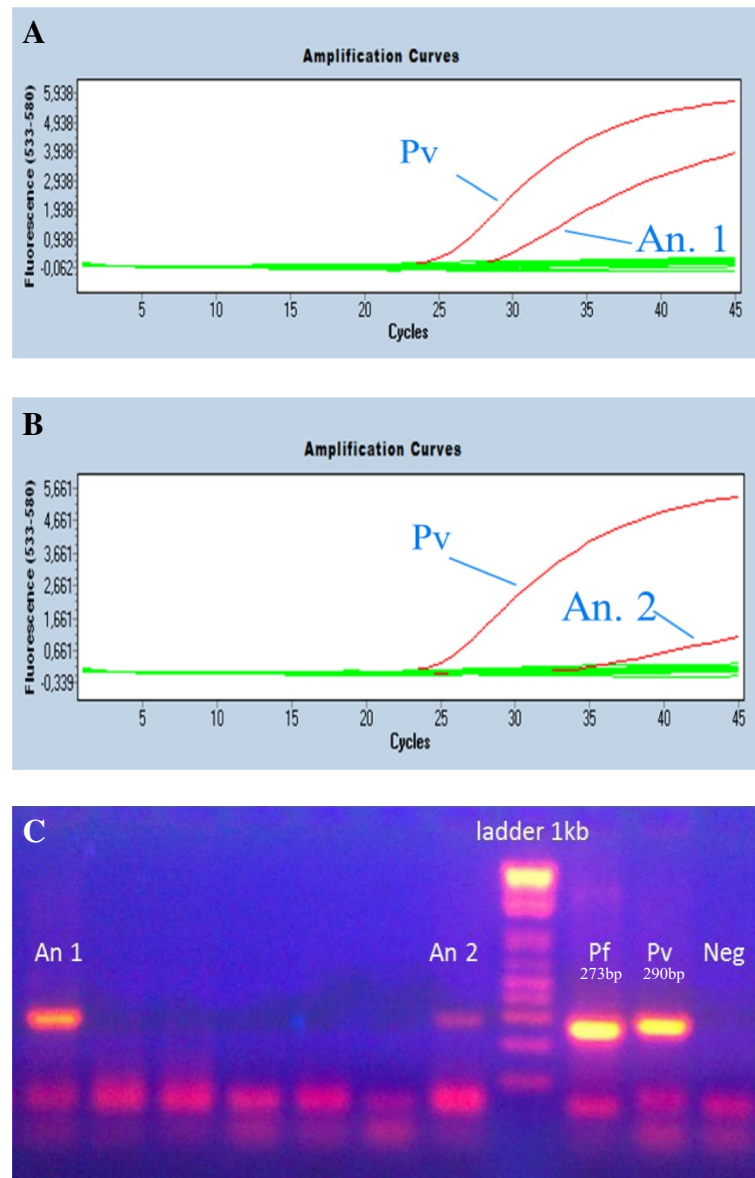 A
Amplification Curves
Fluorescence (533-580)
5,938
4,938
3,938
2,938
1,938
0,938
-0,062
Pv
An. 1
5 10 15 20 25 30 35 40 45
Cycles
B
Amplification Curves
Fluorescence (533-580)
5,661
4,661
3,661
2,661
1,661
0,661
-0,339
Pv
An. 2
5 10 15 20 25 30 35 40 45
Cycles
C
ladder 1kb
An 1 An 2 Pf Pv Neg
273bp 290bp